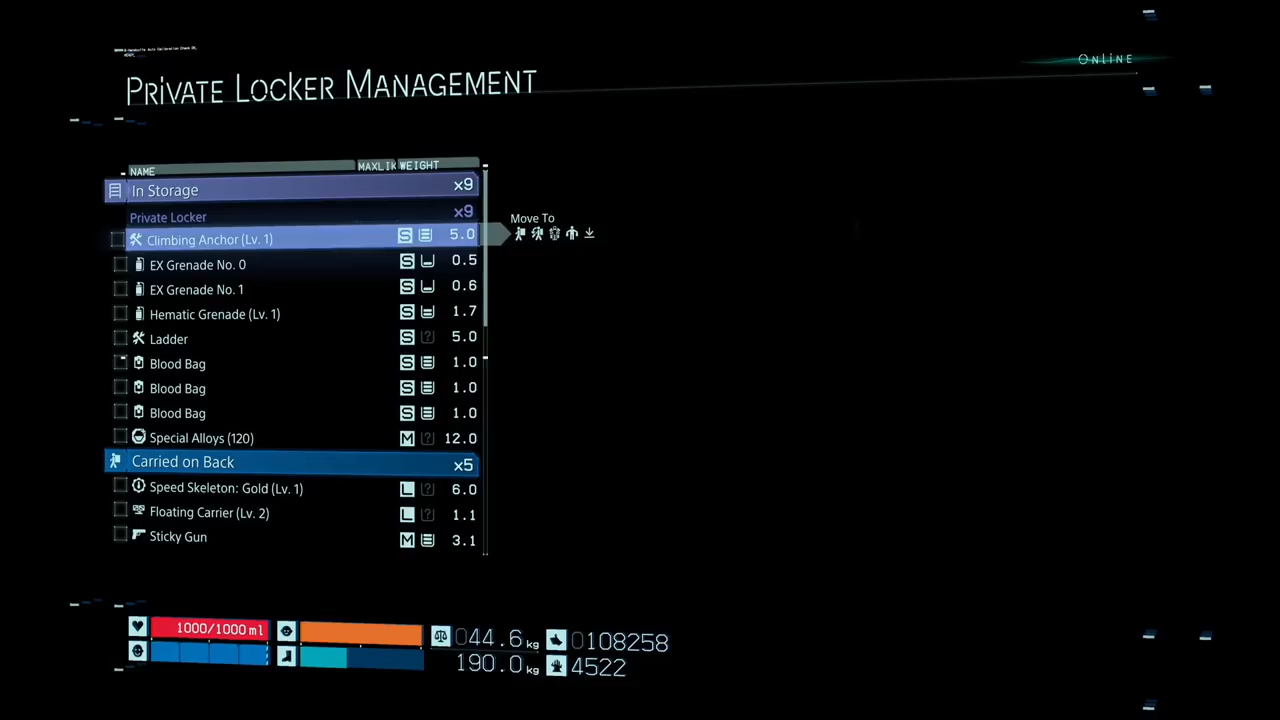 PRIVATE LOCKER MANAGEMENT
ONLINE
NAME MAXLIK WEIGHT
In Storage x9
Private Locker x9
Climbing Anchor (Lv. 1) S 5.0
Move To
EX Grenade No. 0 S 0.5
EX Grenade No. 1 S 0.6
Hematic Grenade (Lv. 1) S 1.7
Ladder S [?] 5.0
Blood Bag S 1.0
Blood Bag S 1.0
Blood Bag S 1.0
Special Alloys (120) M [?] 12.0
Carried on Back x5
Speed Skeleton: Gold (Lv. 1) L [?] 6.0
Floating Carrier (Lv. 2) L [?] 1.1
Sticky Gun M 3.1
1000/1000 ml 044.6 kg 0108258
190.0 kg 4522